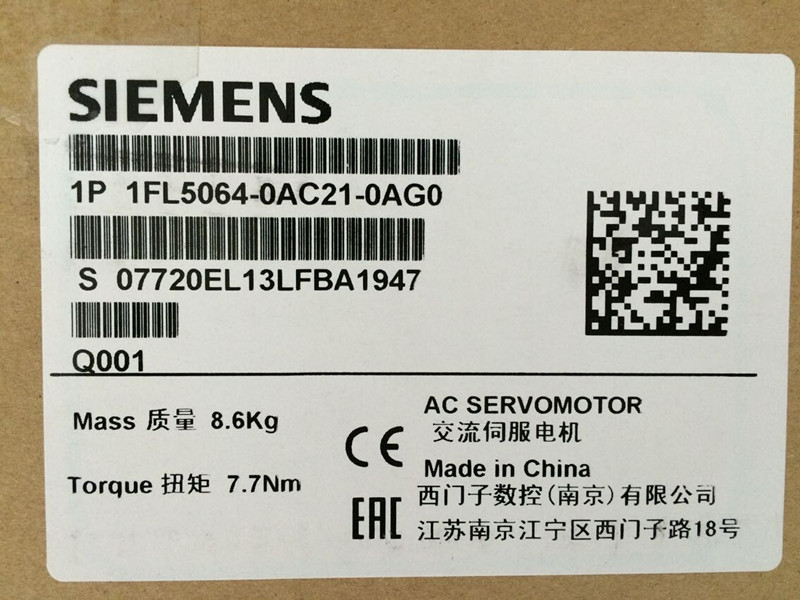 SIEMENS
1P 1FL5064-0AC21-0AG0
S 07720EL13LFBA1947
Q001
Mass 质量 8.6Kg
Torque 扭矩 7.7Nm
CE
EAC
AC SERVOMOTOR
交流伺服电机
Made in China
西门子数控(南京)有限公司
江苏南京江宁区西门子路18号